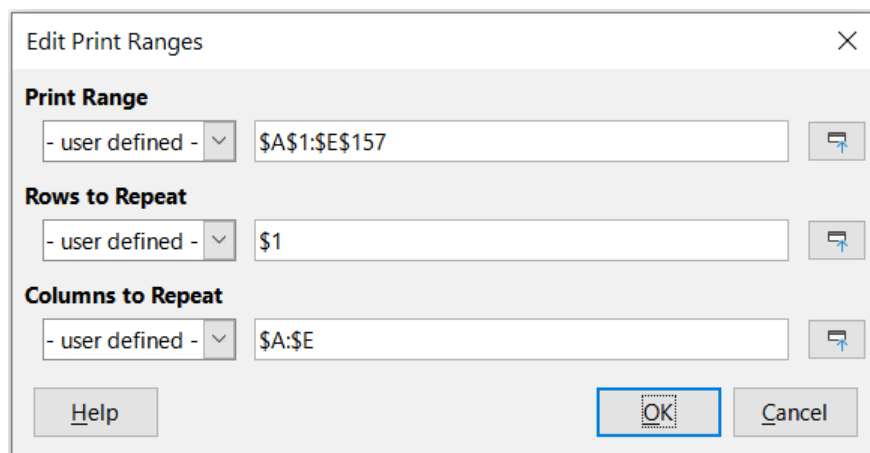 Edit Print Ranges
Print Range
- user defined - $A$1:$E$157
Rows to Repeat
- user defined - $1
Columns to Repeat
- user defined - $A:$E
Help OK Cancel